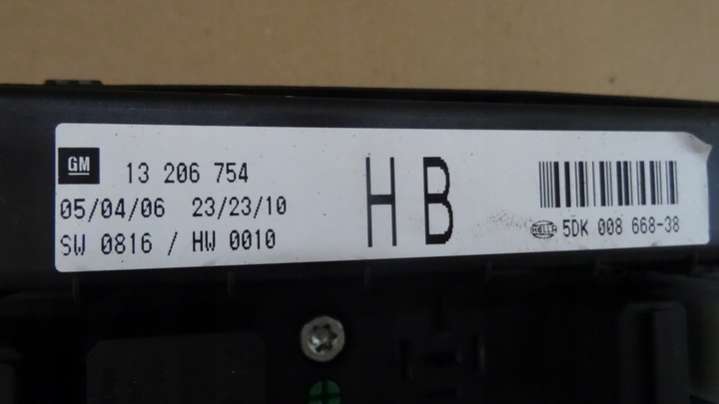 GM 13 206 754
05/04/06 23/23/10
SW 0816 / HW 0010
HB
HELLA 5DK 008 668-38